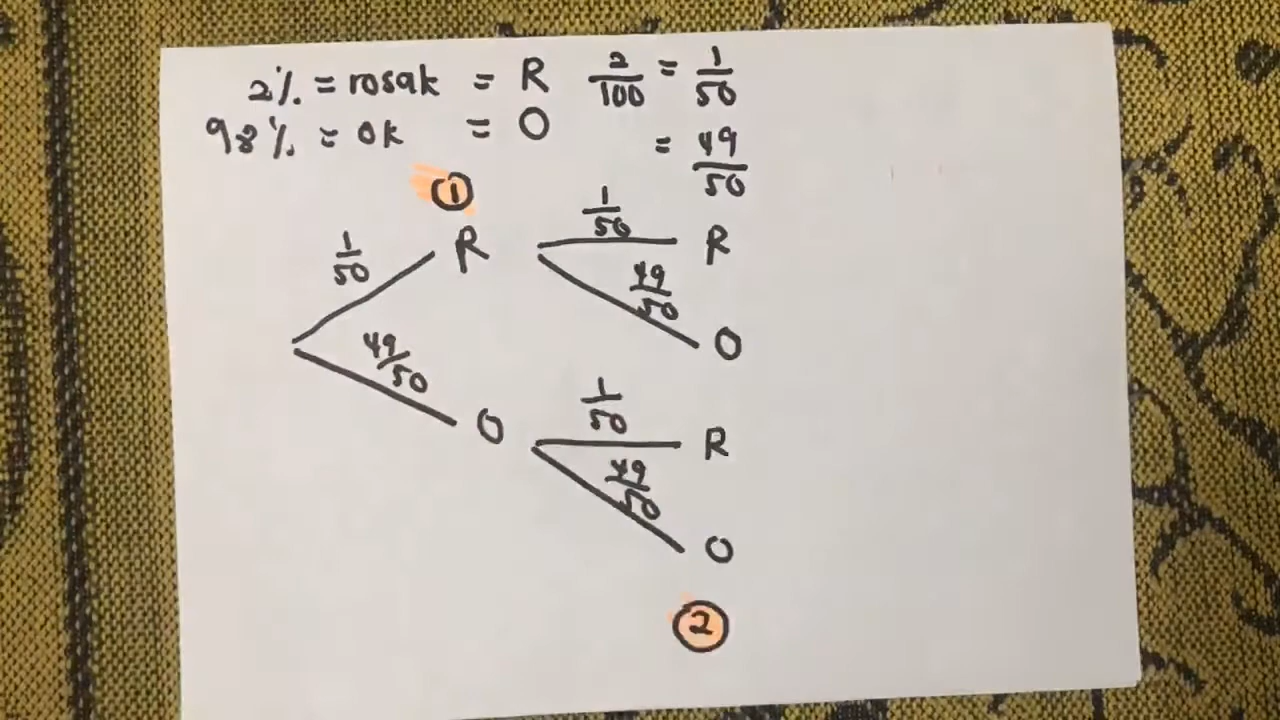 2% = rosak = R 2/100 = 1/50
98% = ok = O = 49/50
①
1/50 R 1/50 R
49/50 O
49/50 O 1/50 R
49/50 O
②